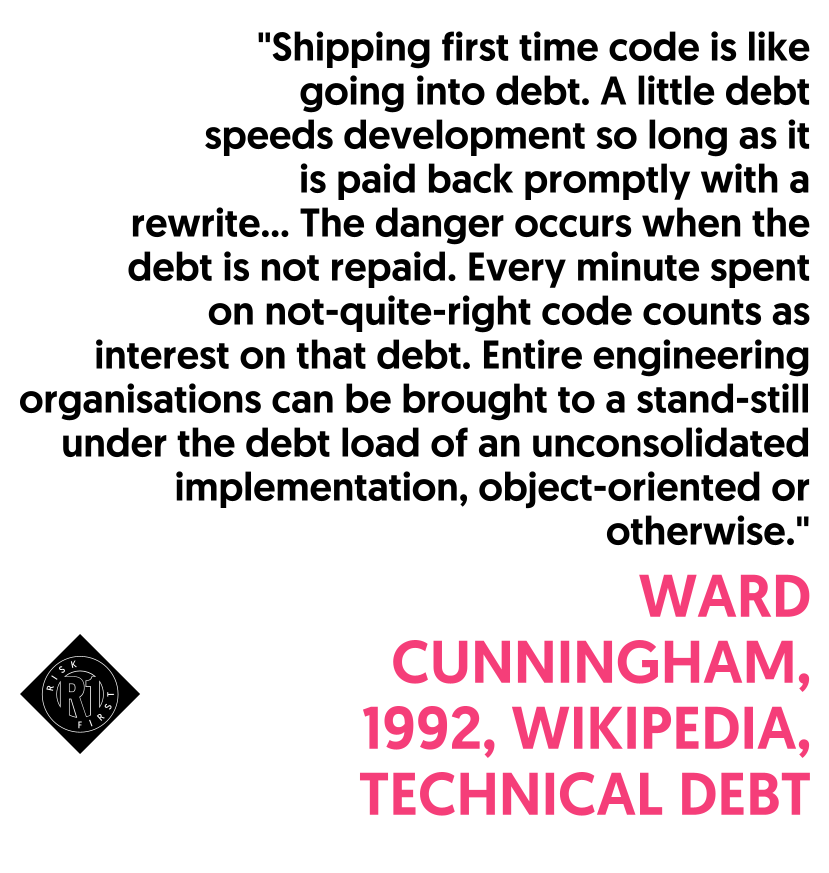 "Shipping first time code is like
going into debt. A little debt
speeds development so long as it
is paid back promptly with a
rewrite... The danger occurs when the
debt is not repaid. Every minute spent
on not-quite-right code counts as
interest on that debt. Entire engineering
organisations can be brought to a stand-still
under the debt load of an unconsolidated
implementation, object-oriented or
otherwise."
WARD
CUNNINGHAM,
1992, WIKIPEDIA,
TECHNICAL DEBT
RISK
R1
FIRST